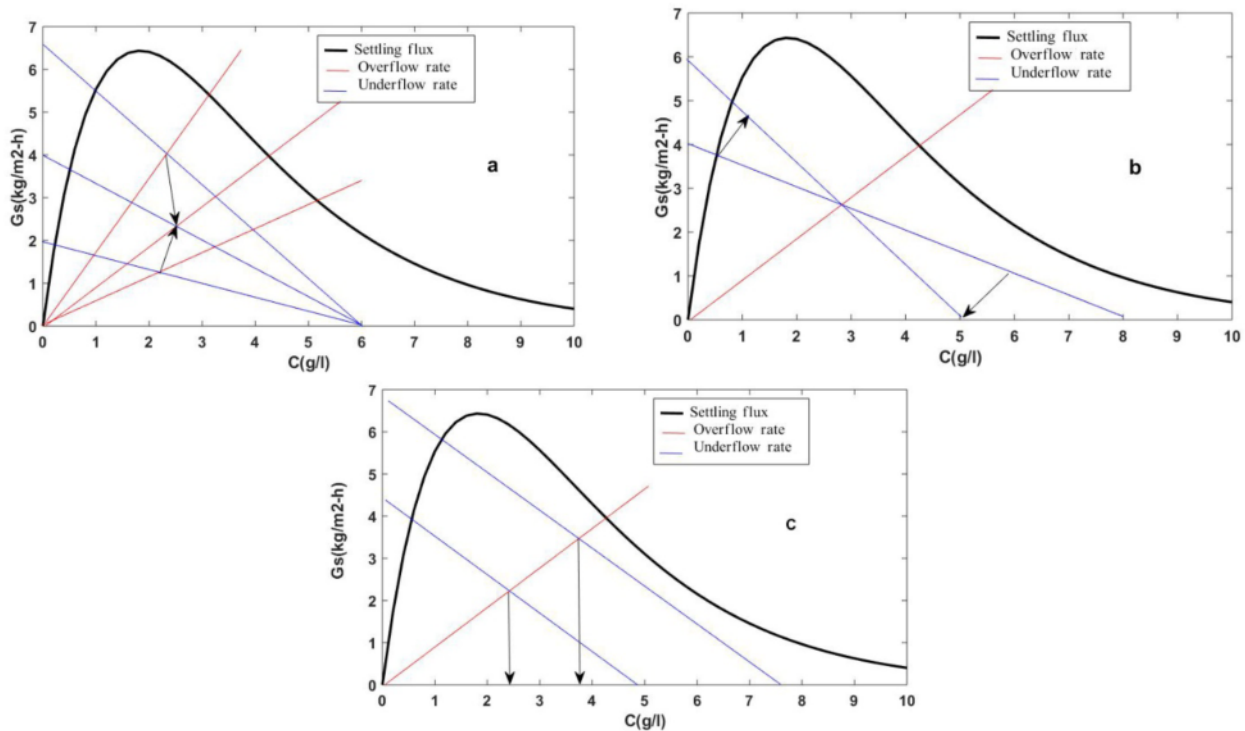 7
6
5
4
3
2
1
0
Gs(kg/m2-h)
Settling flux
Overflow rate
Underflow rate
a
0 1 2 3 4 5 6 7 8 9 10
C(g/l)
7
6
5
4
3
2
1
0
Gs(kg/m2-h)
Settling flux
Overflow rate
Underflow rate
b
0 1 2 3 4 5 6 7 8 9 10
C(g/l)
7
6
5
4
3
2
1
0
Gs(kg/m2-h)
Settling flux
Overflow rate
Underflow rate
c
0 1 2 3 4 5 6 7 8 9 10
C(g/l)